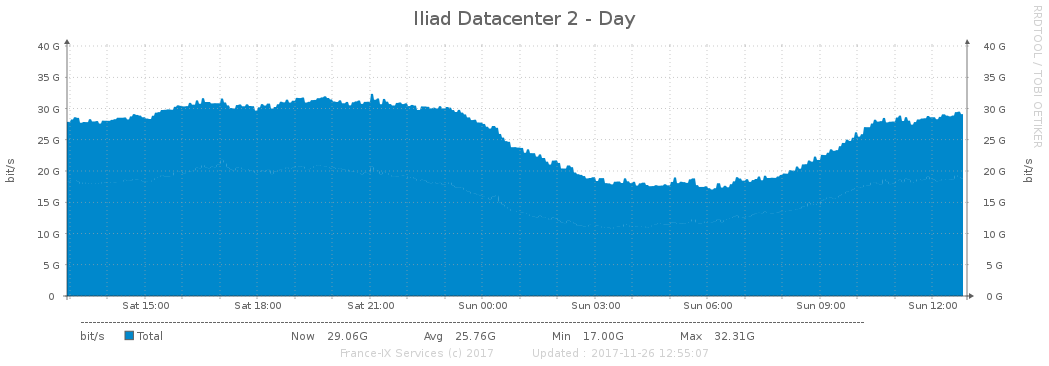 Iliad Datacenter 2 - Day
RRDTOOL / TOBI OETIKER
40 G 40 G
35 G 35 G
30 G 30 G
25 G 25 G
20 G 20 G
15 G 15 G
10 G 10 G
5 G 5 G
0 0 G
bit/s bit/s
Sat 15:00 Sat 18:00 Sat 21:00 Sun 00:00 Sun 03:00 Sun 06:00 Sun 09:00 Sun 12:00
bit/s Total Now 29.06G Avg 25.76G Min 17.00G Max 32.31G
France-IX Services (c) 2017 Updated : 2017-11-26 12:55:07